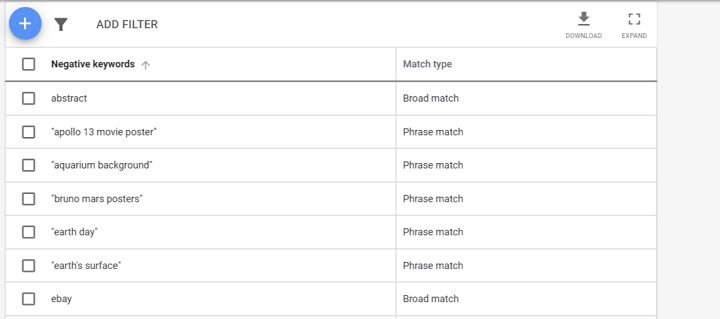 ADD FILTER
DOWNLOAD
EXPAND
Negative keywords Match type
abstract Broad match
"apollo 13 movie poster" Phrase match
"aquarium background" Phrase match
"bruno mars posters" Phrase match
"earth day" Phrase match
"earth's surface" Phrase match
ebay Broad match